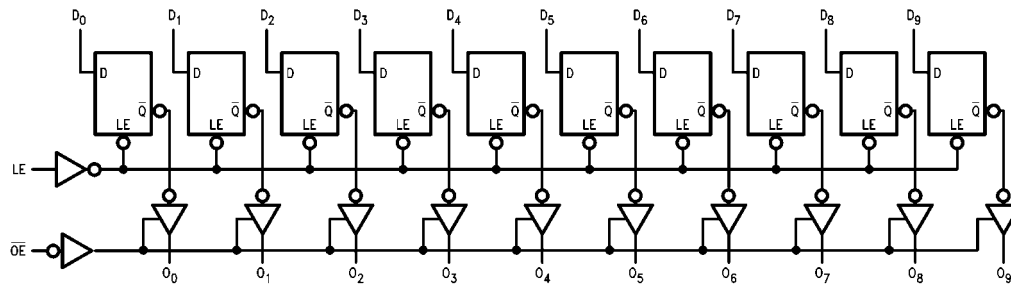 D₀ D₁ D₂ D₃ D₄ D₅ D₆ D₇ D₈ D₉
D D D D D D D D D D
Q̅ Q̅ Q̅ Q̅ Q̅ Q̅ Q̅ Q̅ Q̅ Q̅
LE LE LE LE LE LE LE LE LE LE
LE
O̅E̅
O₀ O₁ O₂ O₃ O₄ O₅ O₆ O₇ O₈ O₉